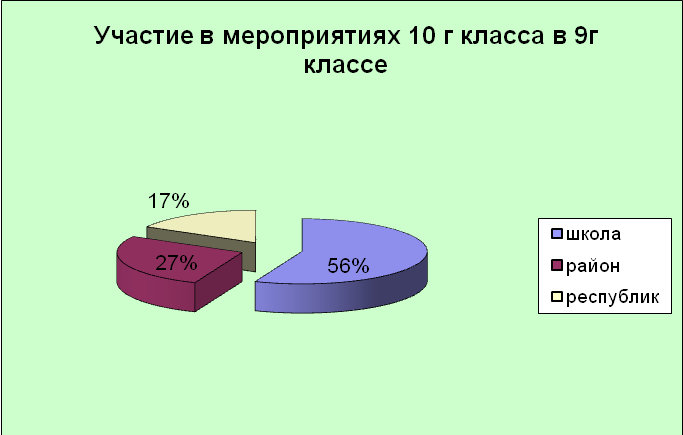 Участие в мероприятиях 10 г класса в 9г
классе
17%
27%
56%
школа
район
республик